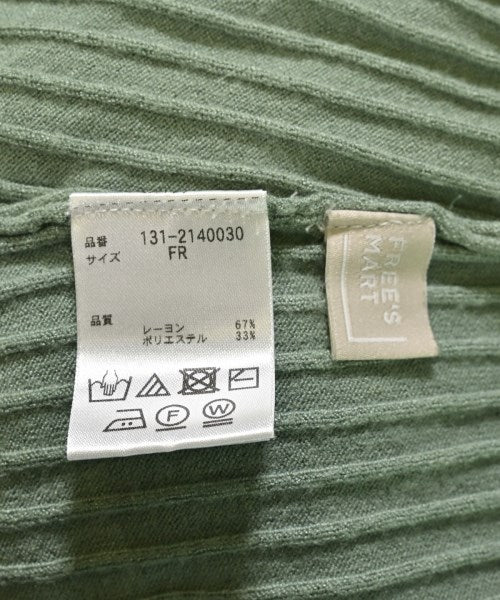 品番 131-2140030
サイズ FR
品質
レーヨン 67%
ポリエステル 33%
F
W
FREE'S
MART